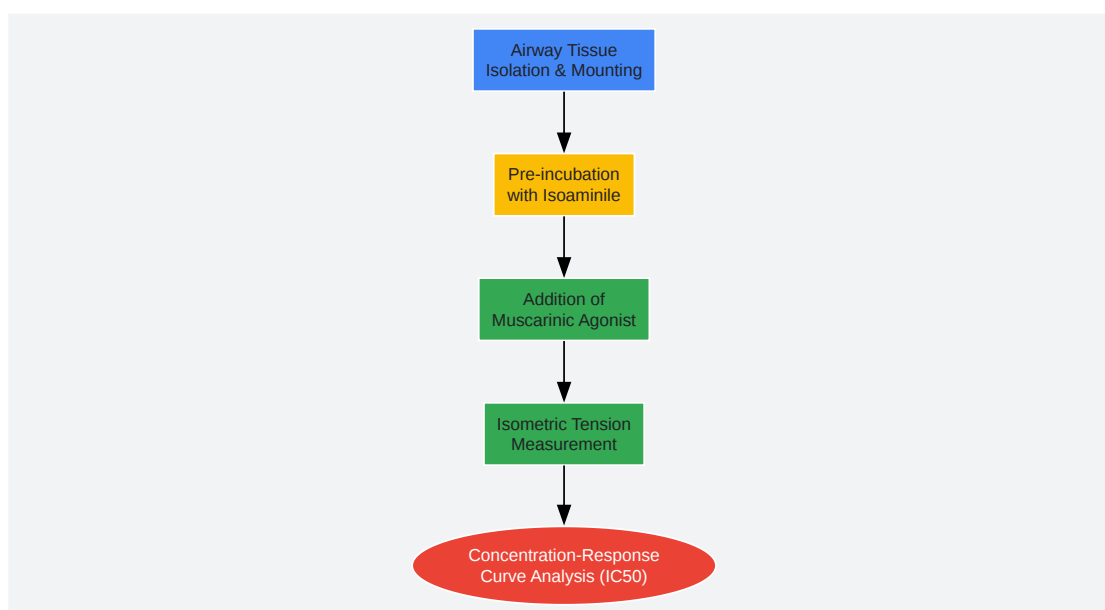 Airway Tissue
Isolation & Mounting
Pre-incubation
with Isoaminile
Addition of
Muscarinic Agonist
Isometric Tension
Measurement
Concentration-Response
Curve Analysis (IC50)